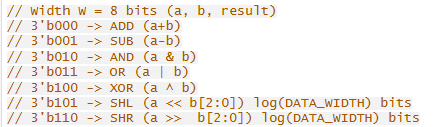 // Width W = 8 bits (a, b, result)
// 3'b000 -> ADD (a+b)
// 3'b001 -> SUB (a-b)
// 3'b010 -> AND (a & b)
// 3'b011 -> OR (a | b)
// 3'b100 -> XOR (a ^ b)
// 3'b101 -> SHL (a << b[2:0]) log(DATA_WIDTH) bits
// 3'b110 -> SHR (a >>  b[2:0]) log(DATA_WIDTH) bits